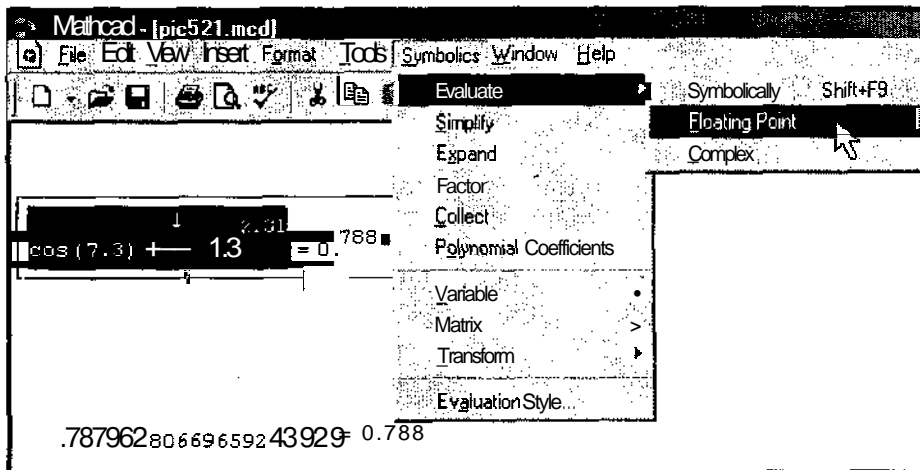 Mathcad - [pic521.mcd]
File Edit View Insert Format Tools Symbolics Window Help
Evaluate
Symbolically Shift+F9
Simplify
Floating Point
Expand
Complex
Factor
Collect
Polynomial Coefficients
Variable
Matrix >
Transform
Evaluation Style...
cos(7.3) + 1.3 = 0.788
.78796280669659243929= 0.788